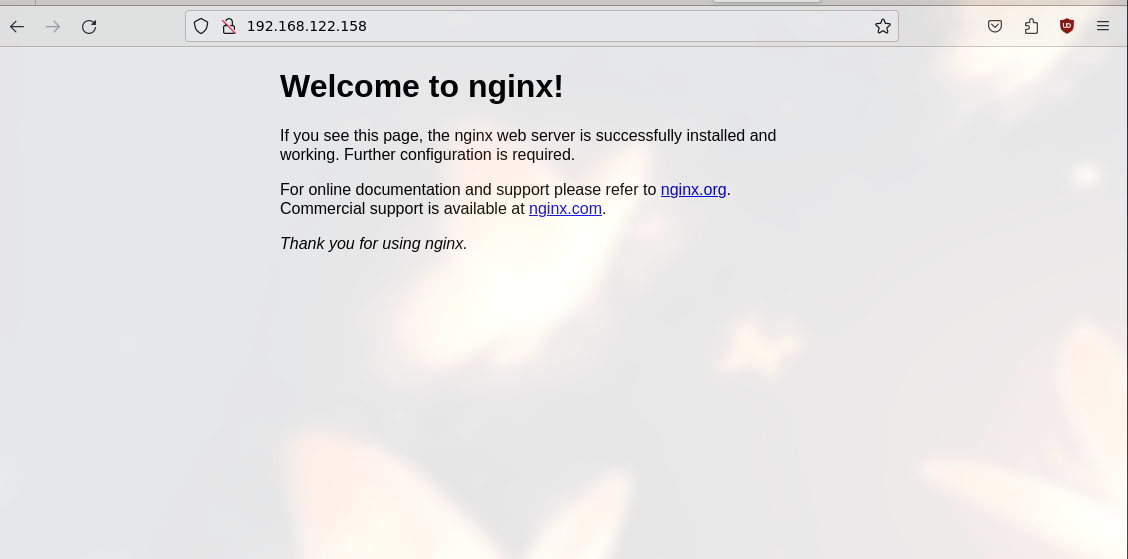 192.168.122.158
Welcome to nginx!
If you see this page, the nginx web server is successfully installed and
working. Further configuration is required.
For online documentation and support please refer to nginx.org.
Commercial support is available at nginx.com.
Thank you for using nginx.